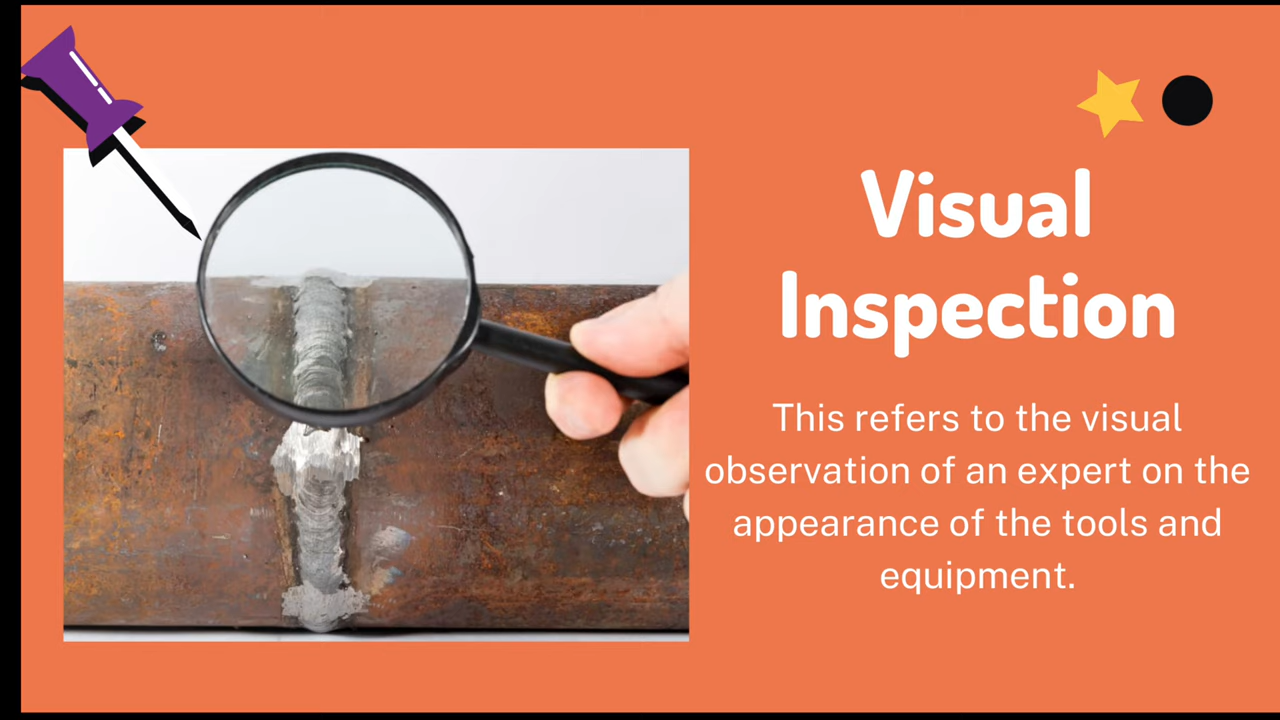 Visual
Inspection
This refers to the visual
observation of an expert on the
appearance of the tools and
equipment.